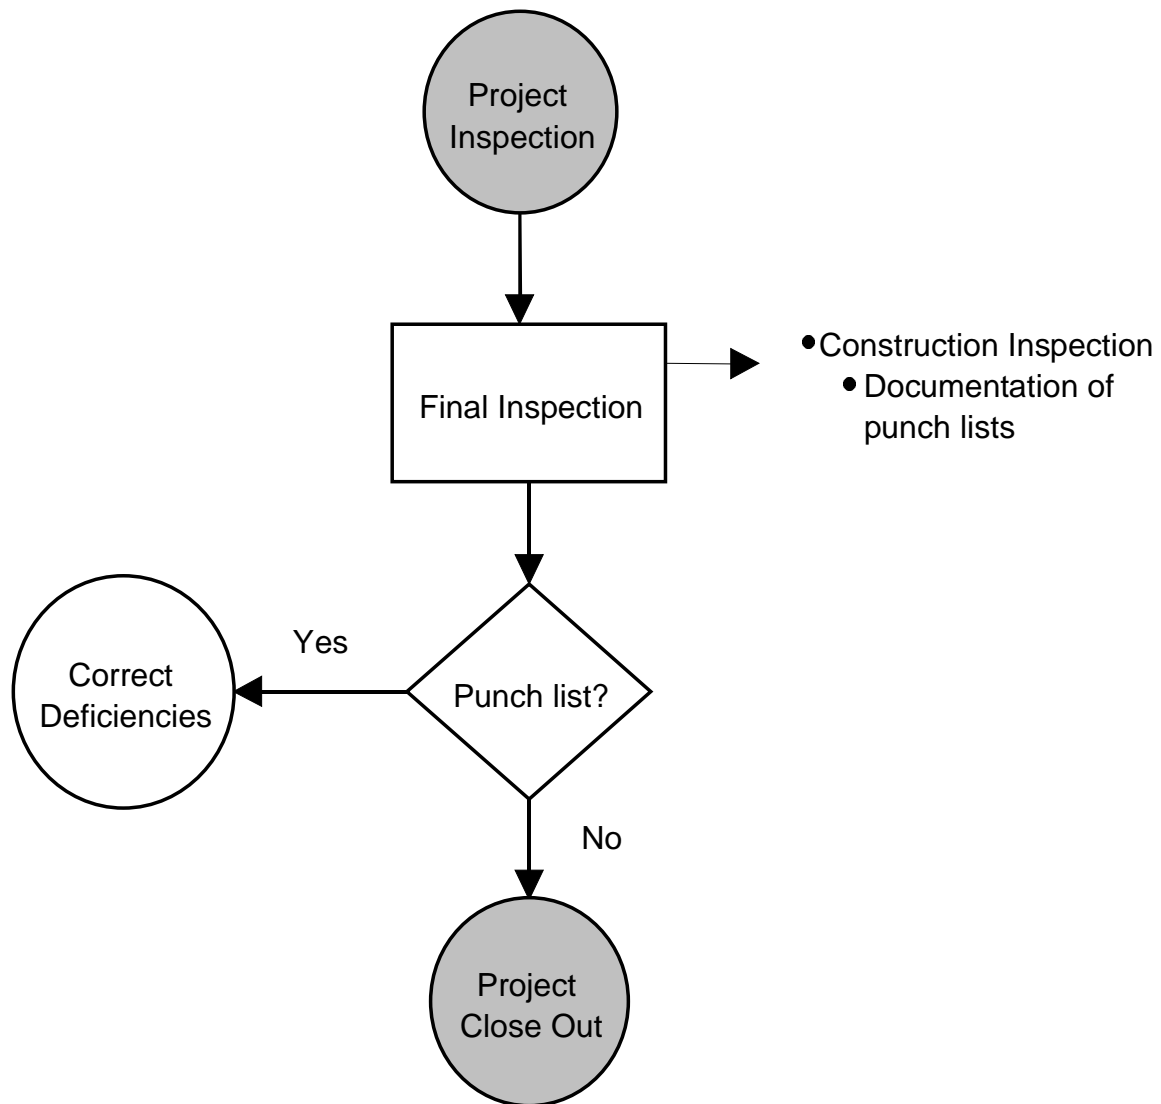 Project
Inspection
Final Inspection
•Construction Inspection
• Documentation of
punch lists
Punch list?
Yes
Correct
Deficiencies
No
Project
Close Out